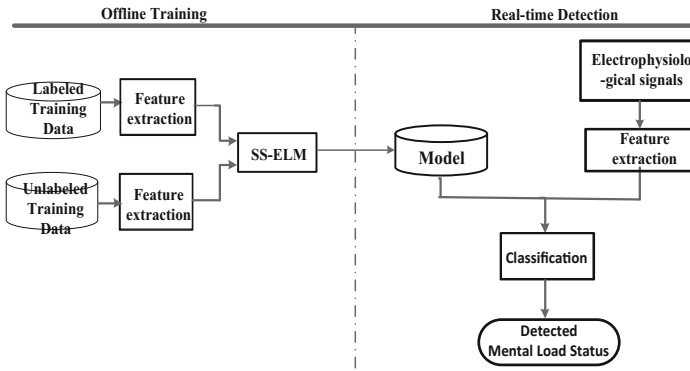 Offline Training
Real-time Detection
Labeled
Training
Data
Feature
extraction
Unlabeled
Training
Data
Feature
extraction
SS-ELM
Model
Electrophysiolo
-gical signals
Feature
extraction
Classification
Detected
Mental Load Status